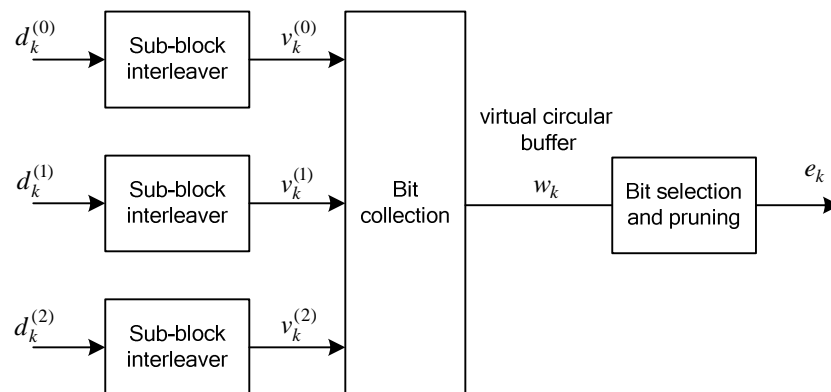 d_k^{(0)}
Sub-block
interleaver
v_k^{(0)}
d_k^{(1)}
Sub-block
interleaver
v_k^{(1)}
d_k^{(2)}
Sub-block
interleaver
v_k^{(2)}
Bit
collection
virtual circular
buffer
w_k
Bit selection
and pruning
e_k